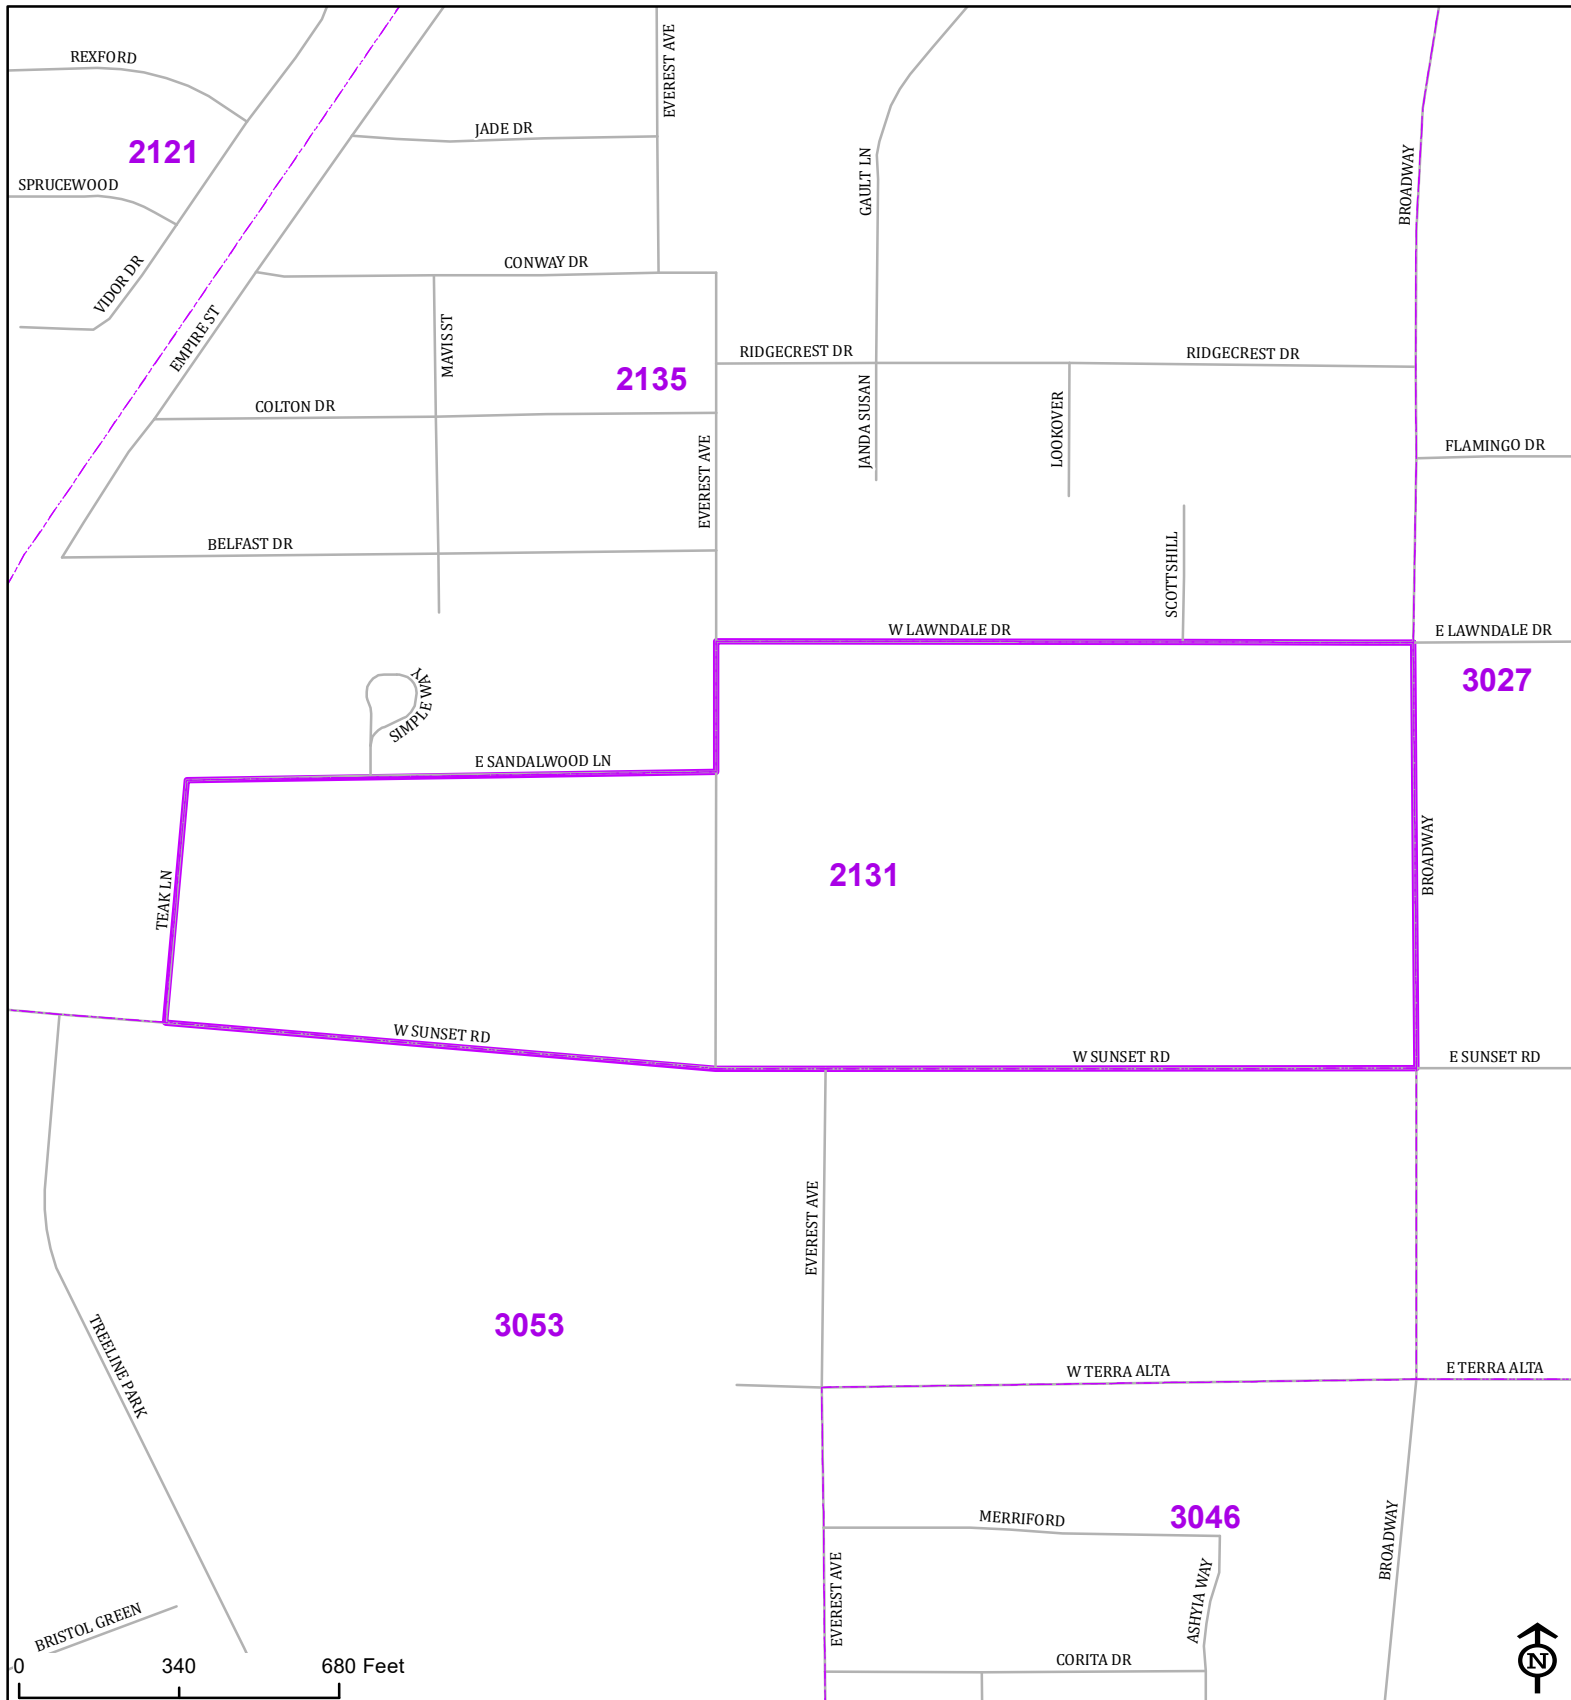 REXFORD
EVEREST AVE
JADE DR
2121
GAULT LN
BROADWAY
SPRUCEWOOD
CONWAY DR
VIDOR DR
EMPIRE ST
MAVIS ST
RIDGECREST DR
RIDGECREST DR
2135
COLTON DR
JANDA SUSAN
LOOKOVER
FLAMINGO DR
EVEREST AVE
BELFAST DR
SCOTTSHILL
W LAWNDALE DR
E LAWNDALE DR
3027
SIMPLE WAY
E SANDALWOOD LN
2131
BROADWAY
TEAK LN
W SUNSET RD
W SUNSET RD
E SUNSET RD
EVEREST AVE
3053
TREELINE PARK
W TERRA ALTA
E TERRA ALTA
MERRIFORD
3046
BROADWAY
EVEREST AVE
ASHYIA WAY
BRISTOL GREEN
CORITA DR
N
0 340 680 Feet